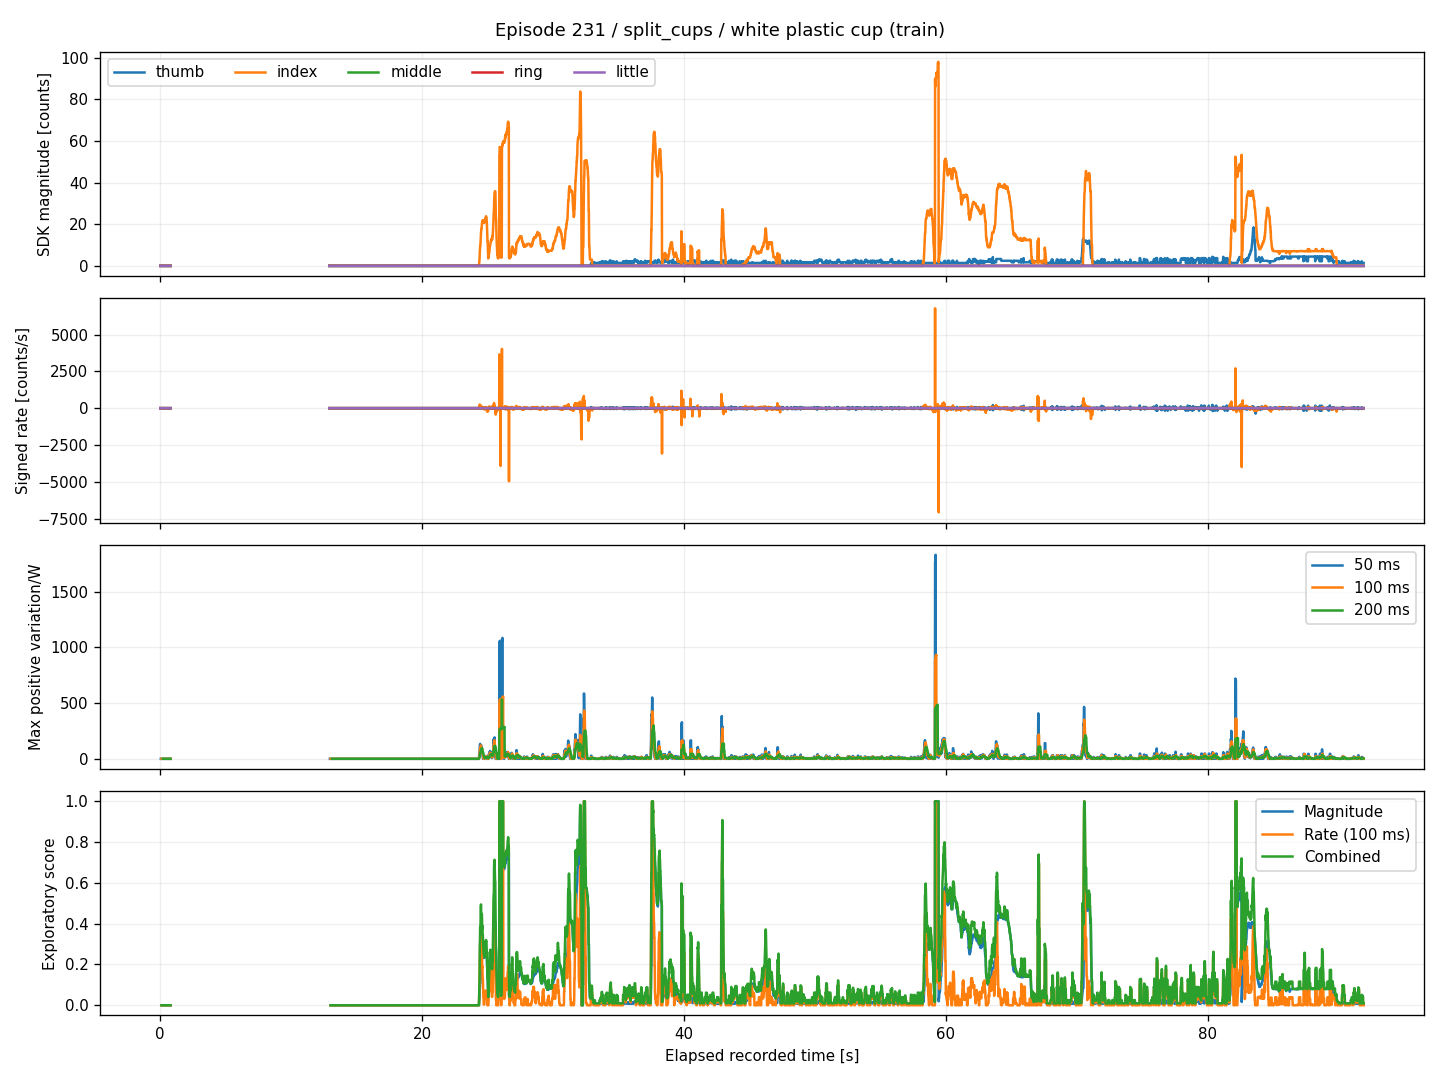 Episode 231 / split_cups / white plastic cup (train)
SDK magnitude [counts]
100
80
60
40
20
0
thumb index middle ring little
Signed rate [counts/s]
5000
2500
0
−2500
−5000
−7500
Max positive variation/W
1500
1000
500
0
50 ms
100 ms
200 ms
Exploratory score
1.0
0.8
0.6
0.4
0.2
0.0
Magnitude
Rate (100 ms)
Combined
0 20 40 60 80
Elapsed recorded time [s]